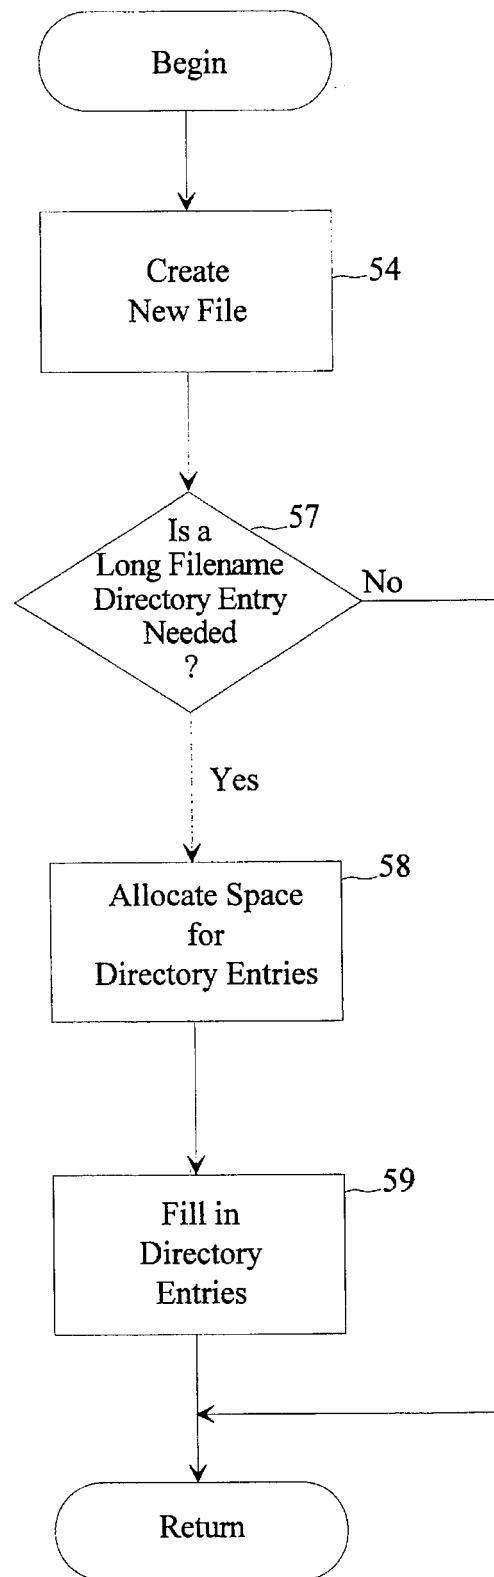 Begin
Create
New File
54
57
Is a
Long Filename
Directory Entry
Needed
?
No
Yes
58
Allocate Space
for
Directory Entries
59
Fill in
Directory
Entries
Return